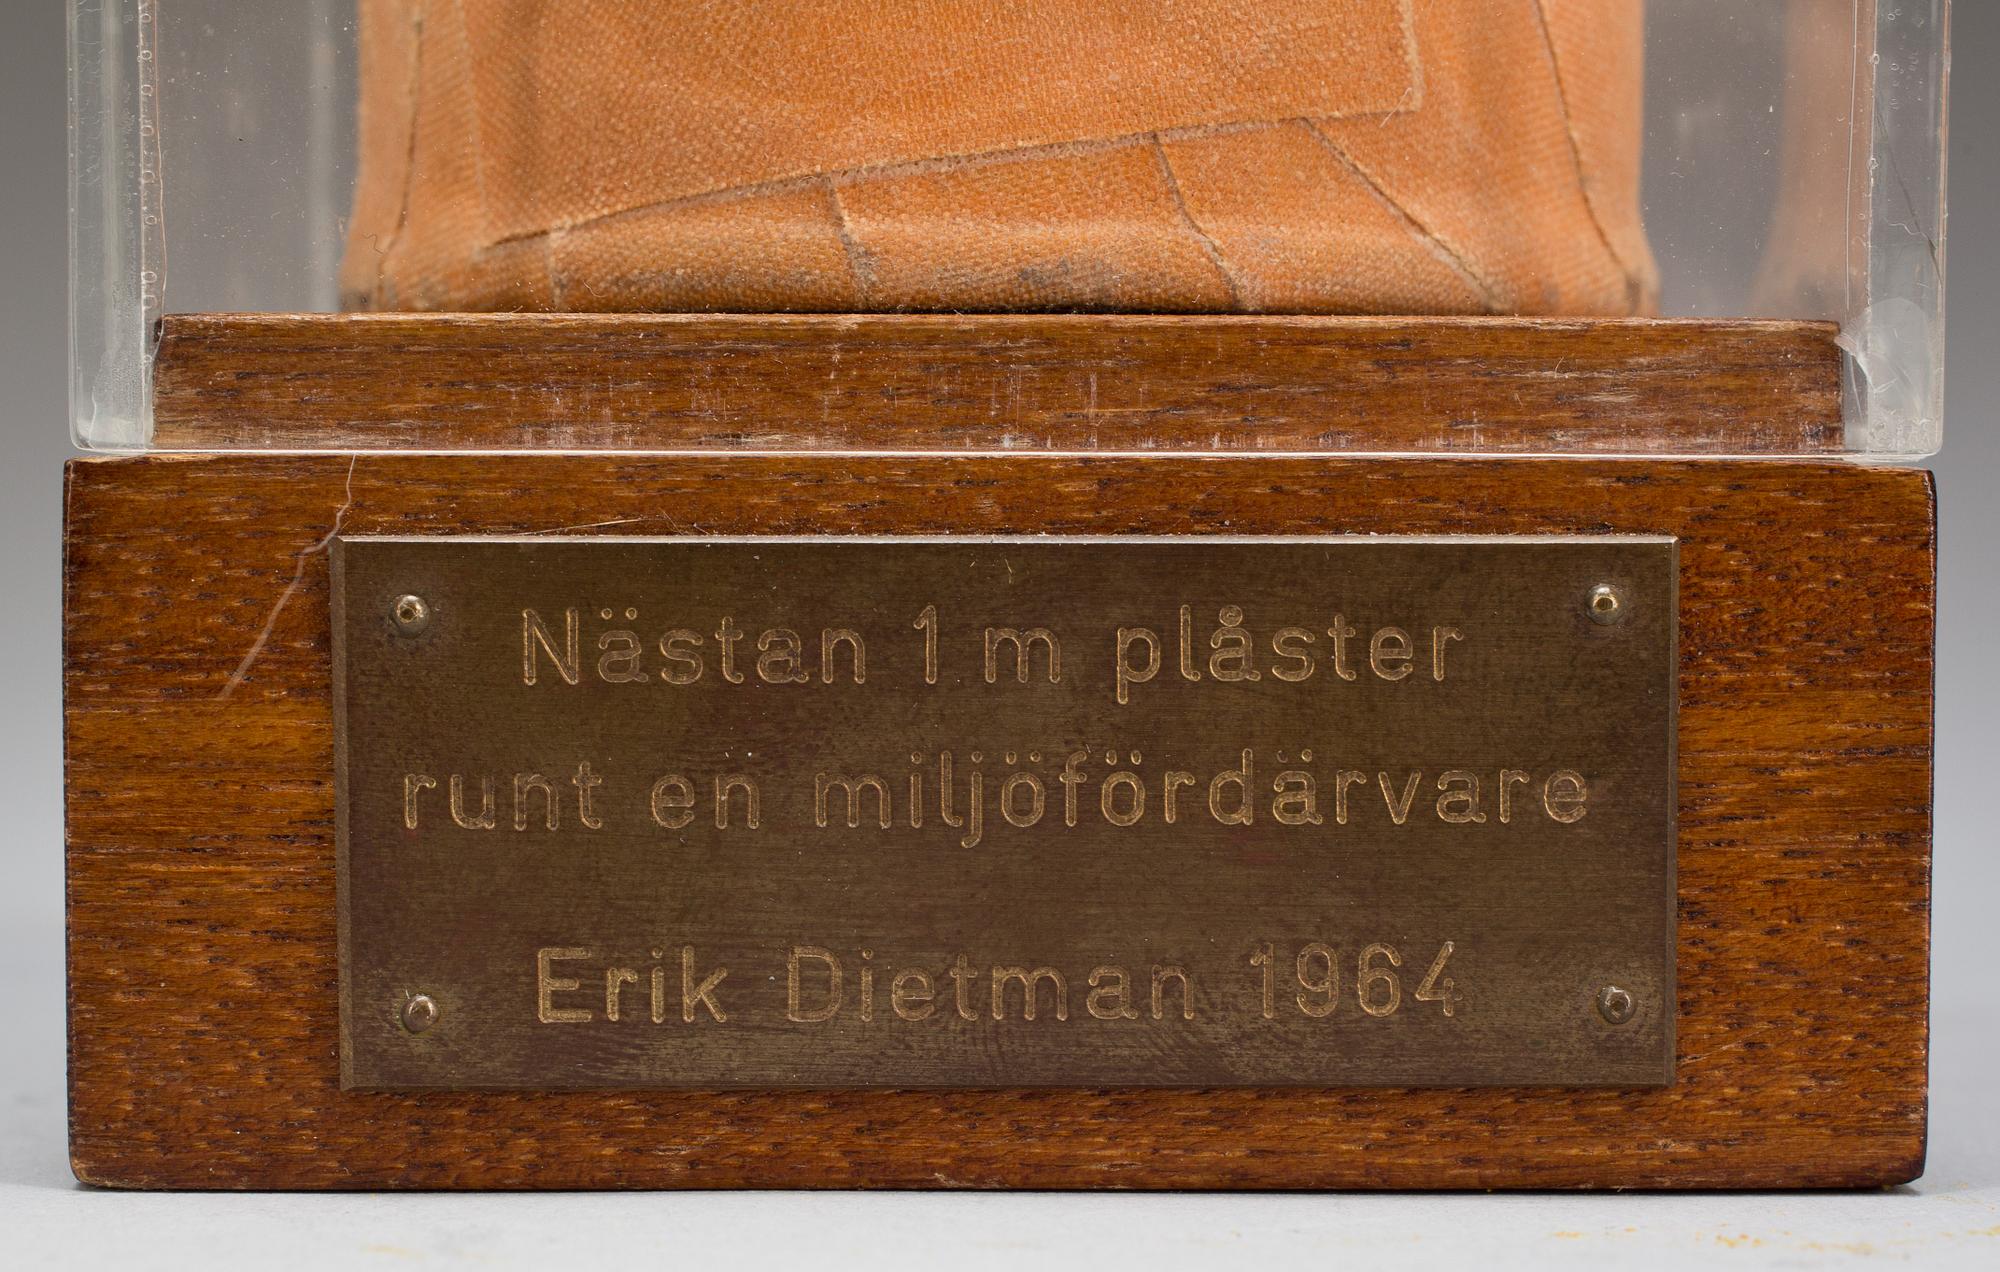 Nästan 1 m plåster
runt en miljöfördärvare
Erik Dietman 1964